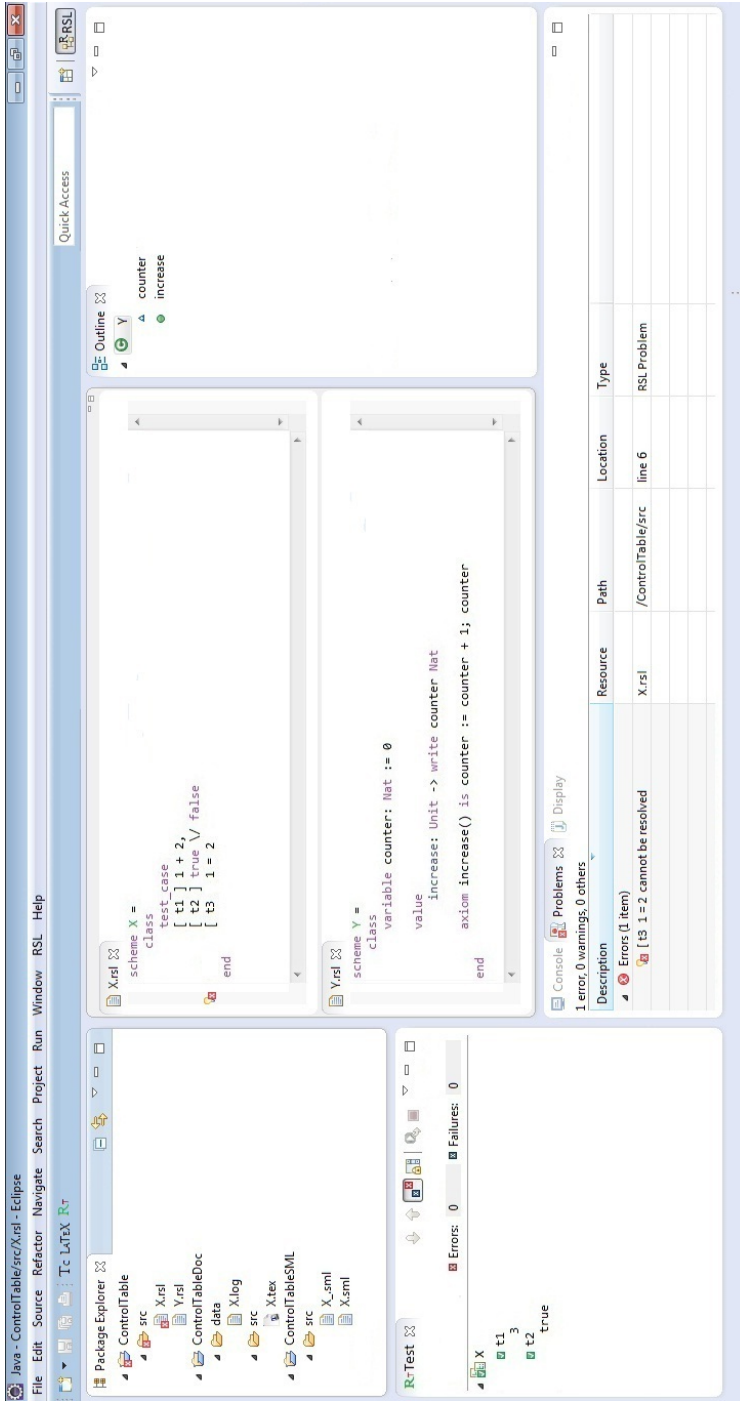 Java - ControlTable/src/X.rsl - Eclipse
File Edit Source Refactor Navigate Search Project Run Window RSL Help
Tc LATEX RT
Quick Access
RSL
Package Explorer
ControlTable
src
X.rsl
Y.rsl
ControlTableDoc
data
X.log
src
X.tex
ControlTableSML
src
X_.sml
X.sml
RT Test
Errors: 0 Failures: 0
X
t1
3
t2
true
X.rsl
scheme X =
class
test_case
[ t1 ] 1 + 2,
[ t2 ] true \/ false
[ t3 1 = 2
end
Y.rsl
scheme Y =
class
variable counter: Nat := 0
value
increase: Unit -> write counter Nat
axiom increase() is counter := counter + 1; counter
end
Outline
Y
counter
increase
Console Problems Display
1 error, 0 warnings, 0 others
Description Resource Path Location Type
Errors (1 item)
[t3 1 = 2 cannot be resolved X.rsl /ControlTable/src line 6 RSL Problem